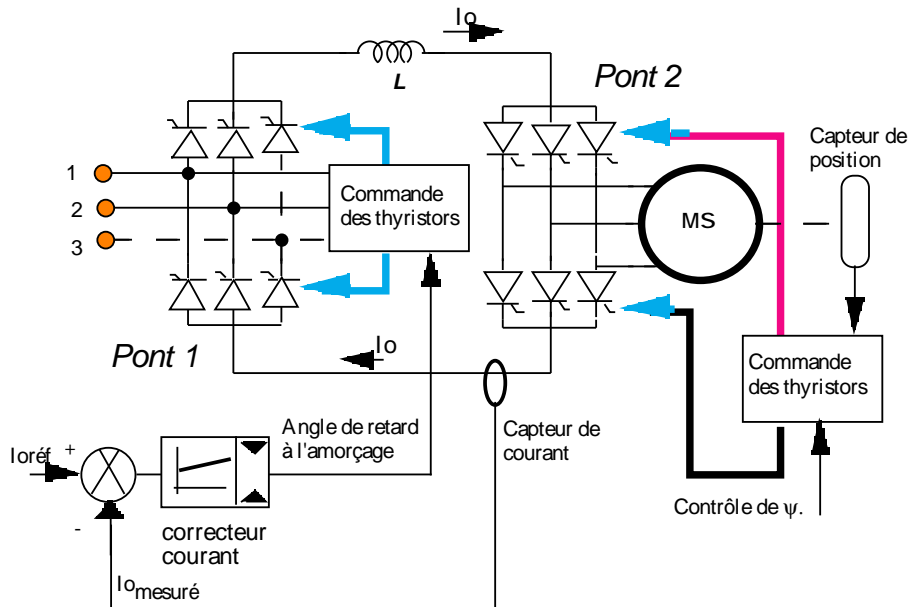 Io
L
Pont 2
Capteur de
position
1
2
3
Commande
des thyristors
MS
Pont 1
Io
Commande
des thyristors
Angle de retard
à l'amorçage
Capteur de
courant
Ioréf
+
-
correcteur
courant
Contrôle de ψ.
Iomesuré